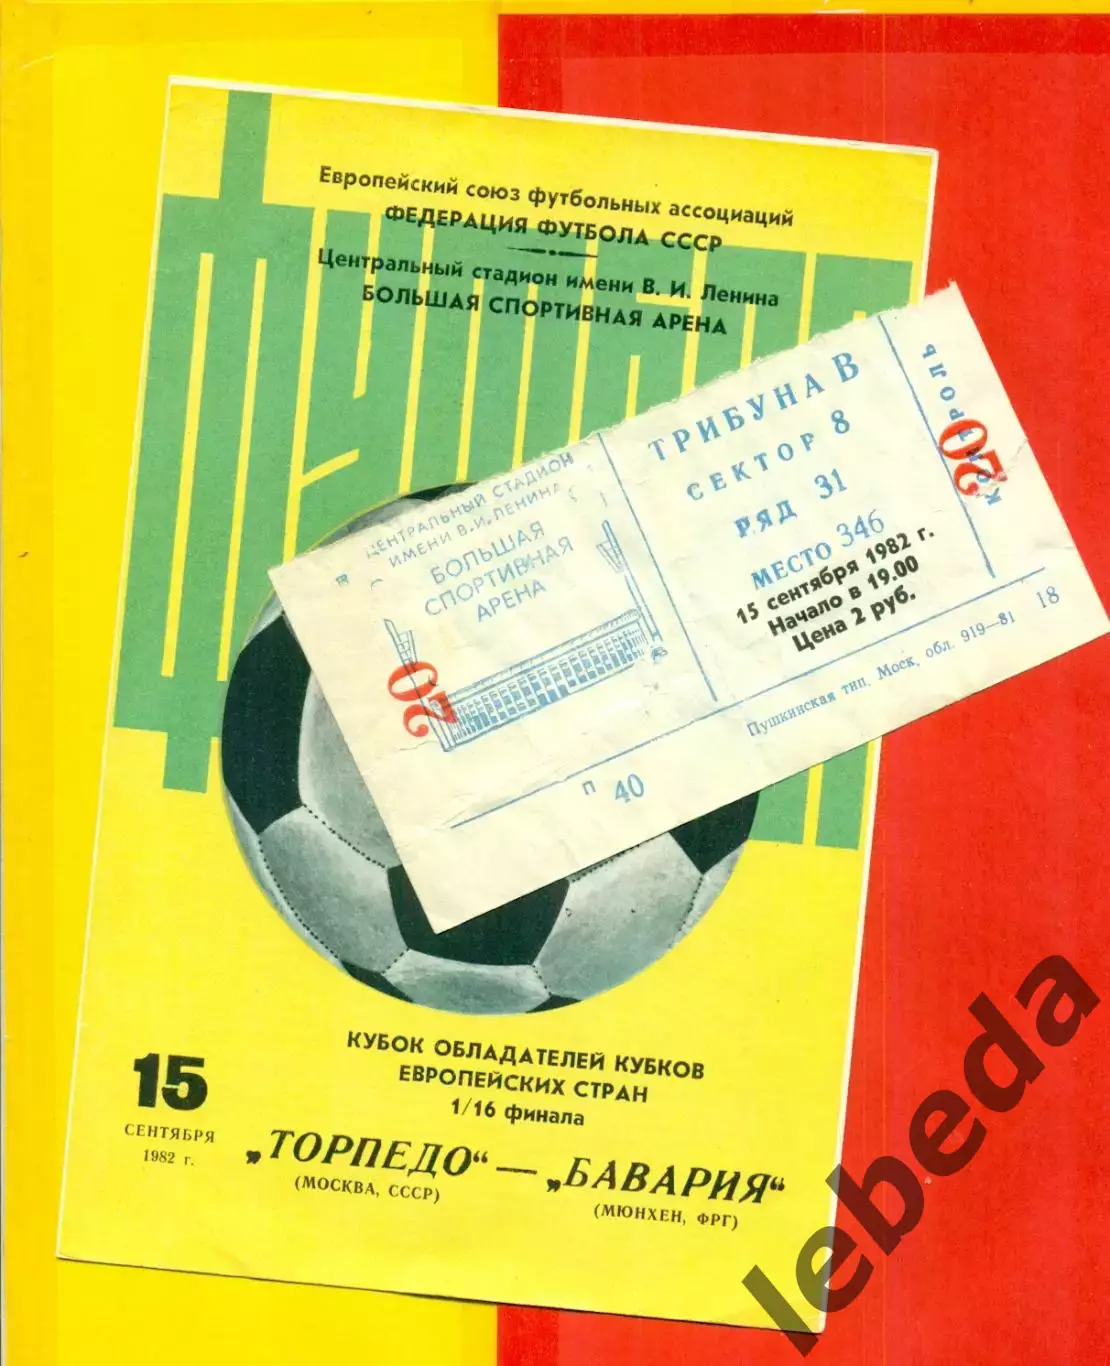 Европейский союз футбольных ассоциаций
ФЕДЕРАЦИЯ ФУТБОЛА СССР
Центральный стадион имени В. И. Ленина
БОЛЬШАЯ СПОРТИВНАЯ АРЕНА
ЦЕНТРАЛЬНЫЙ СТАДИОН
ИМЕНИ В.И.ЛЕНИНА
БОЛЬШАЯ
СПОРТИВНАЯ
АРЕНА
20
П 40
ТРИБУНА В
СЕКТОР 8
РЯД 31
МЕСТО 346
15 сентября 1982 г.
Начало в 19.00
Цена 2 руб.
Пушкинская тип. Моск. обл. 919—81 18
КОНТРОЛЬ
20
КУБОК ОБЛАДАТЕЛЕЙ КУБКОВ
ЕВРОПЕЙСКИХ СТРАН
1/16 финала
15
СЕНТЯБРЯ
1982 г.
„ТОРПЕДО“ — „БАВАРИЯ“
(МОСКВА, СССР)
(МЮНХЕН, ФРГ)
lebeda